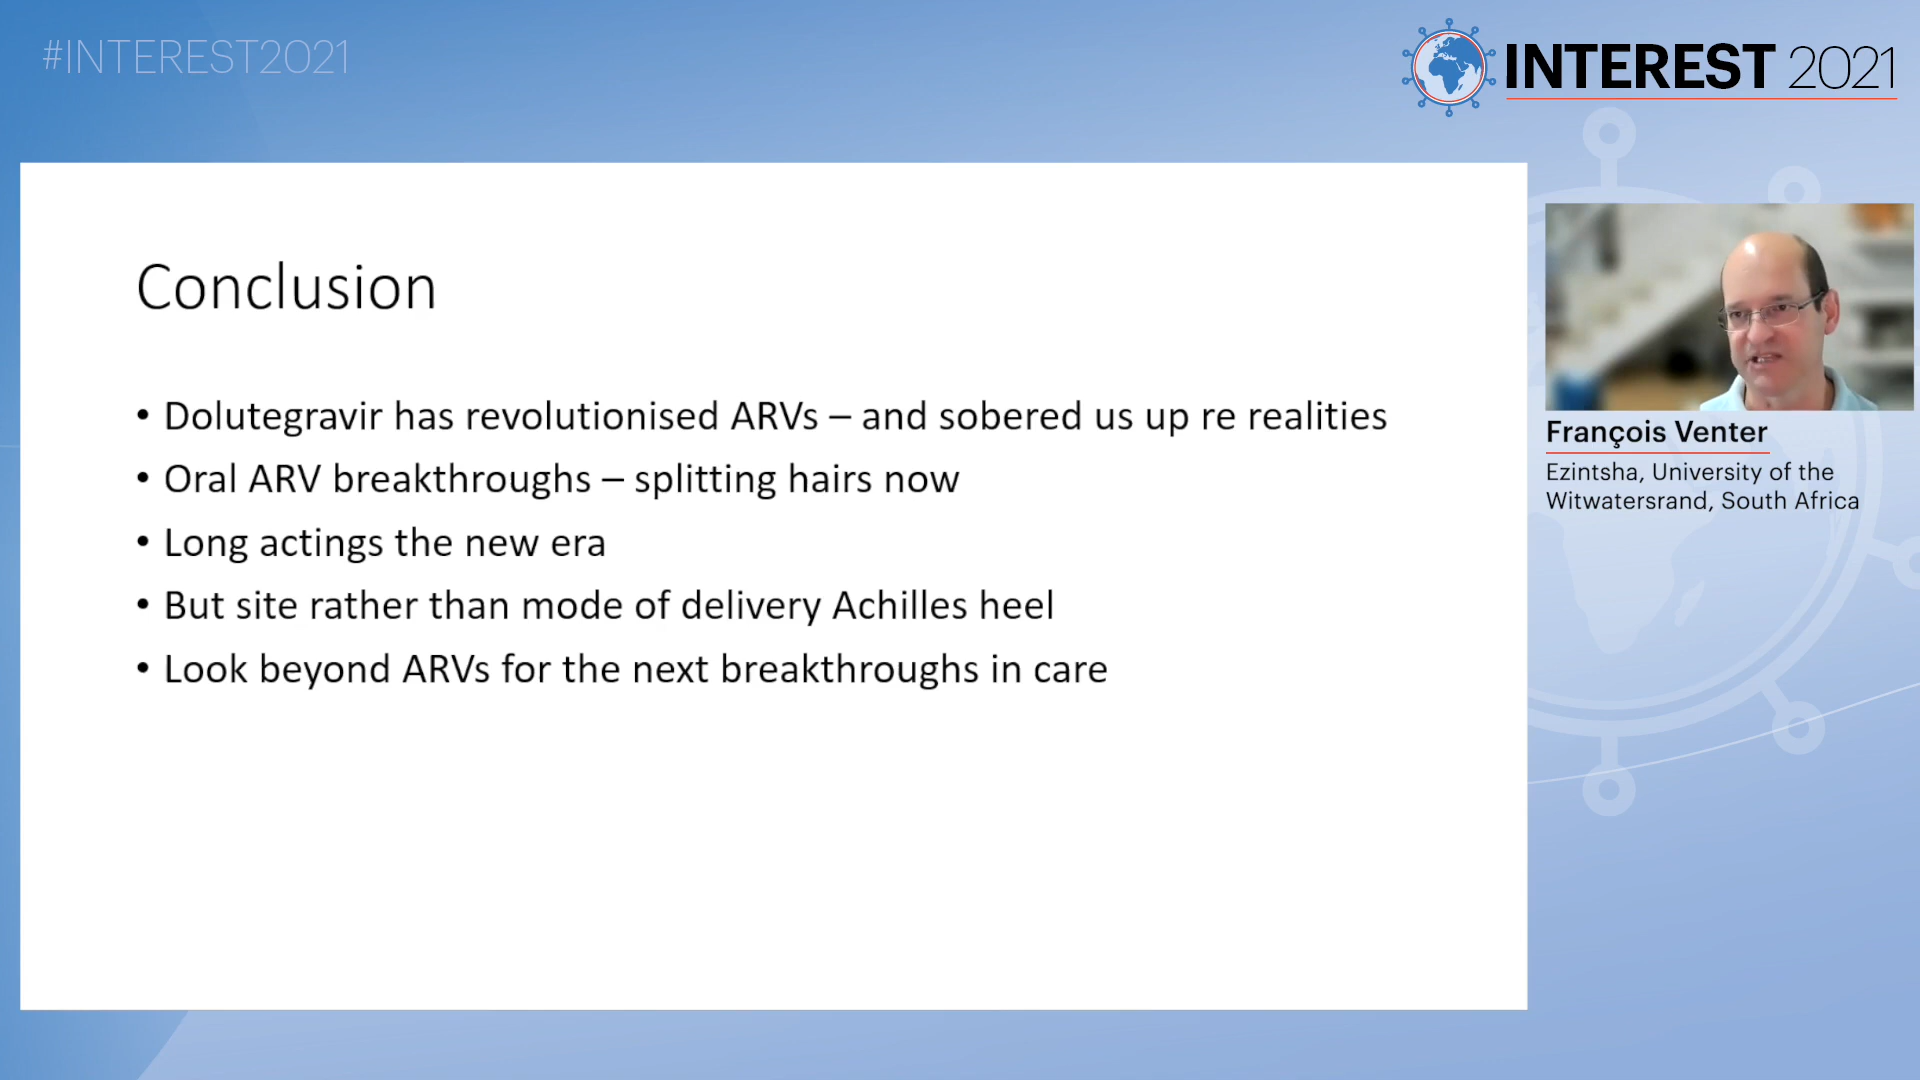 #INTEREST2021
INTEREST 2021
Conclusion
• Dolutegravir has revolutionised ARVs – and sobered us up re realities
• Oral ARV breakthroughs – splitting hairs now
• Long actings the new era
• But site rather than mode of delivery Achilles heel
• Look beyond ARVs for the next breakthroughs in care
François Venter
Ezintsha, University of the
Witwatersrand, South Africa